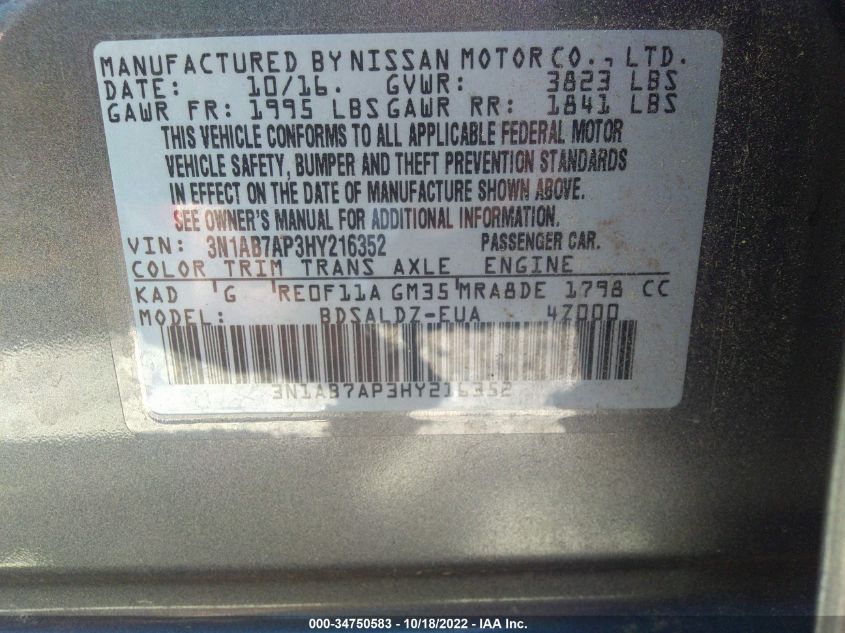 MANUFACTURED BY NISSAN MOTOR CO., LTD.
DATE: 10/16. GVWR: 3823 LBS
GAWR FR: 1995 LBS GAWR RR: 1841 LBS
THIS VEHICLE CONFORMS TO ALL APPLICABLE FEDERAL MOTOR
VEHICLE SAFETY, BUMPER AND THEFT PREVENTION STANDARDS
IN EFFECT ON THE DATE OF MANUFACTURE SHOWN ABOVE.
SEE OWNER'S MANUAL FOR ADDITIONAL INFORMATION.
VIN: 3N1AB7AP3HY216352 PASSENGER CAR.
COLOR TRIM TRANS AXLE ENGINE
KAD 'G 'RE0F11A GM35 'MRA8DE 1798 CC
MODEL: BDSALDZ-EUA 4Z000
3N1AB7AP3HY216352
000-34750583 - 10/18/2022 - IAA Inc.